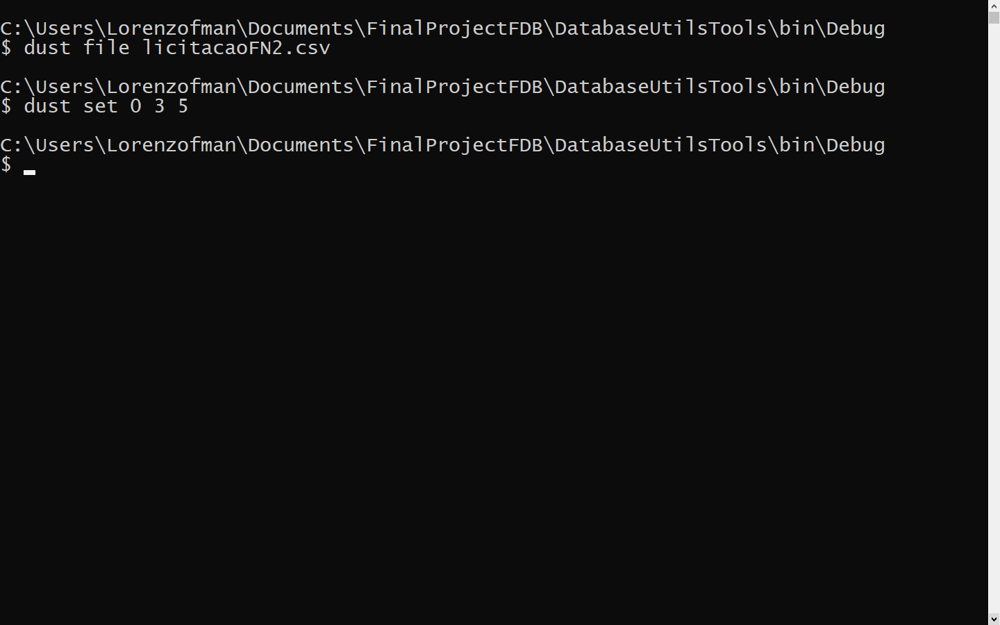 C:\Users\Lorenzofman\Documents\FinalProjectFDB\DatabaseUtilsTools\bin\Debug
$ dust file licitacaoFN2.csv
C:\Users\Lorenzofman\Documents\FinalProjectFDB\DatabaseUtilsTools\bin\Debug
$ dust set 0 3 5
C:\Users\Lorenzofman\Documents\FinalProjectFDB\DatabaseUtilsTools\bin\Debug
$